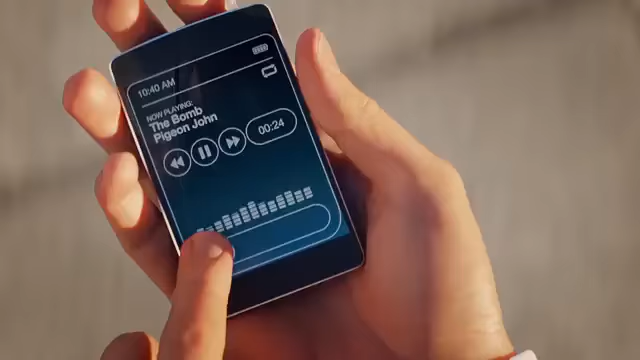 10:40 AM
NOW PLAYING:
The Bomb
Pigeon John
00:24